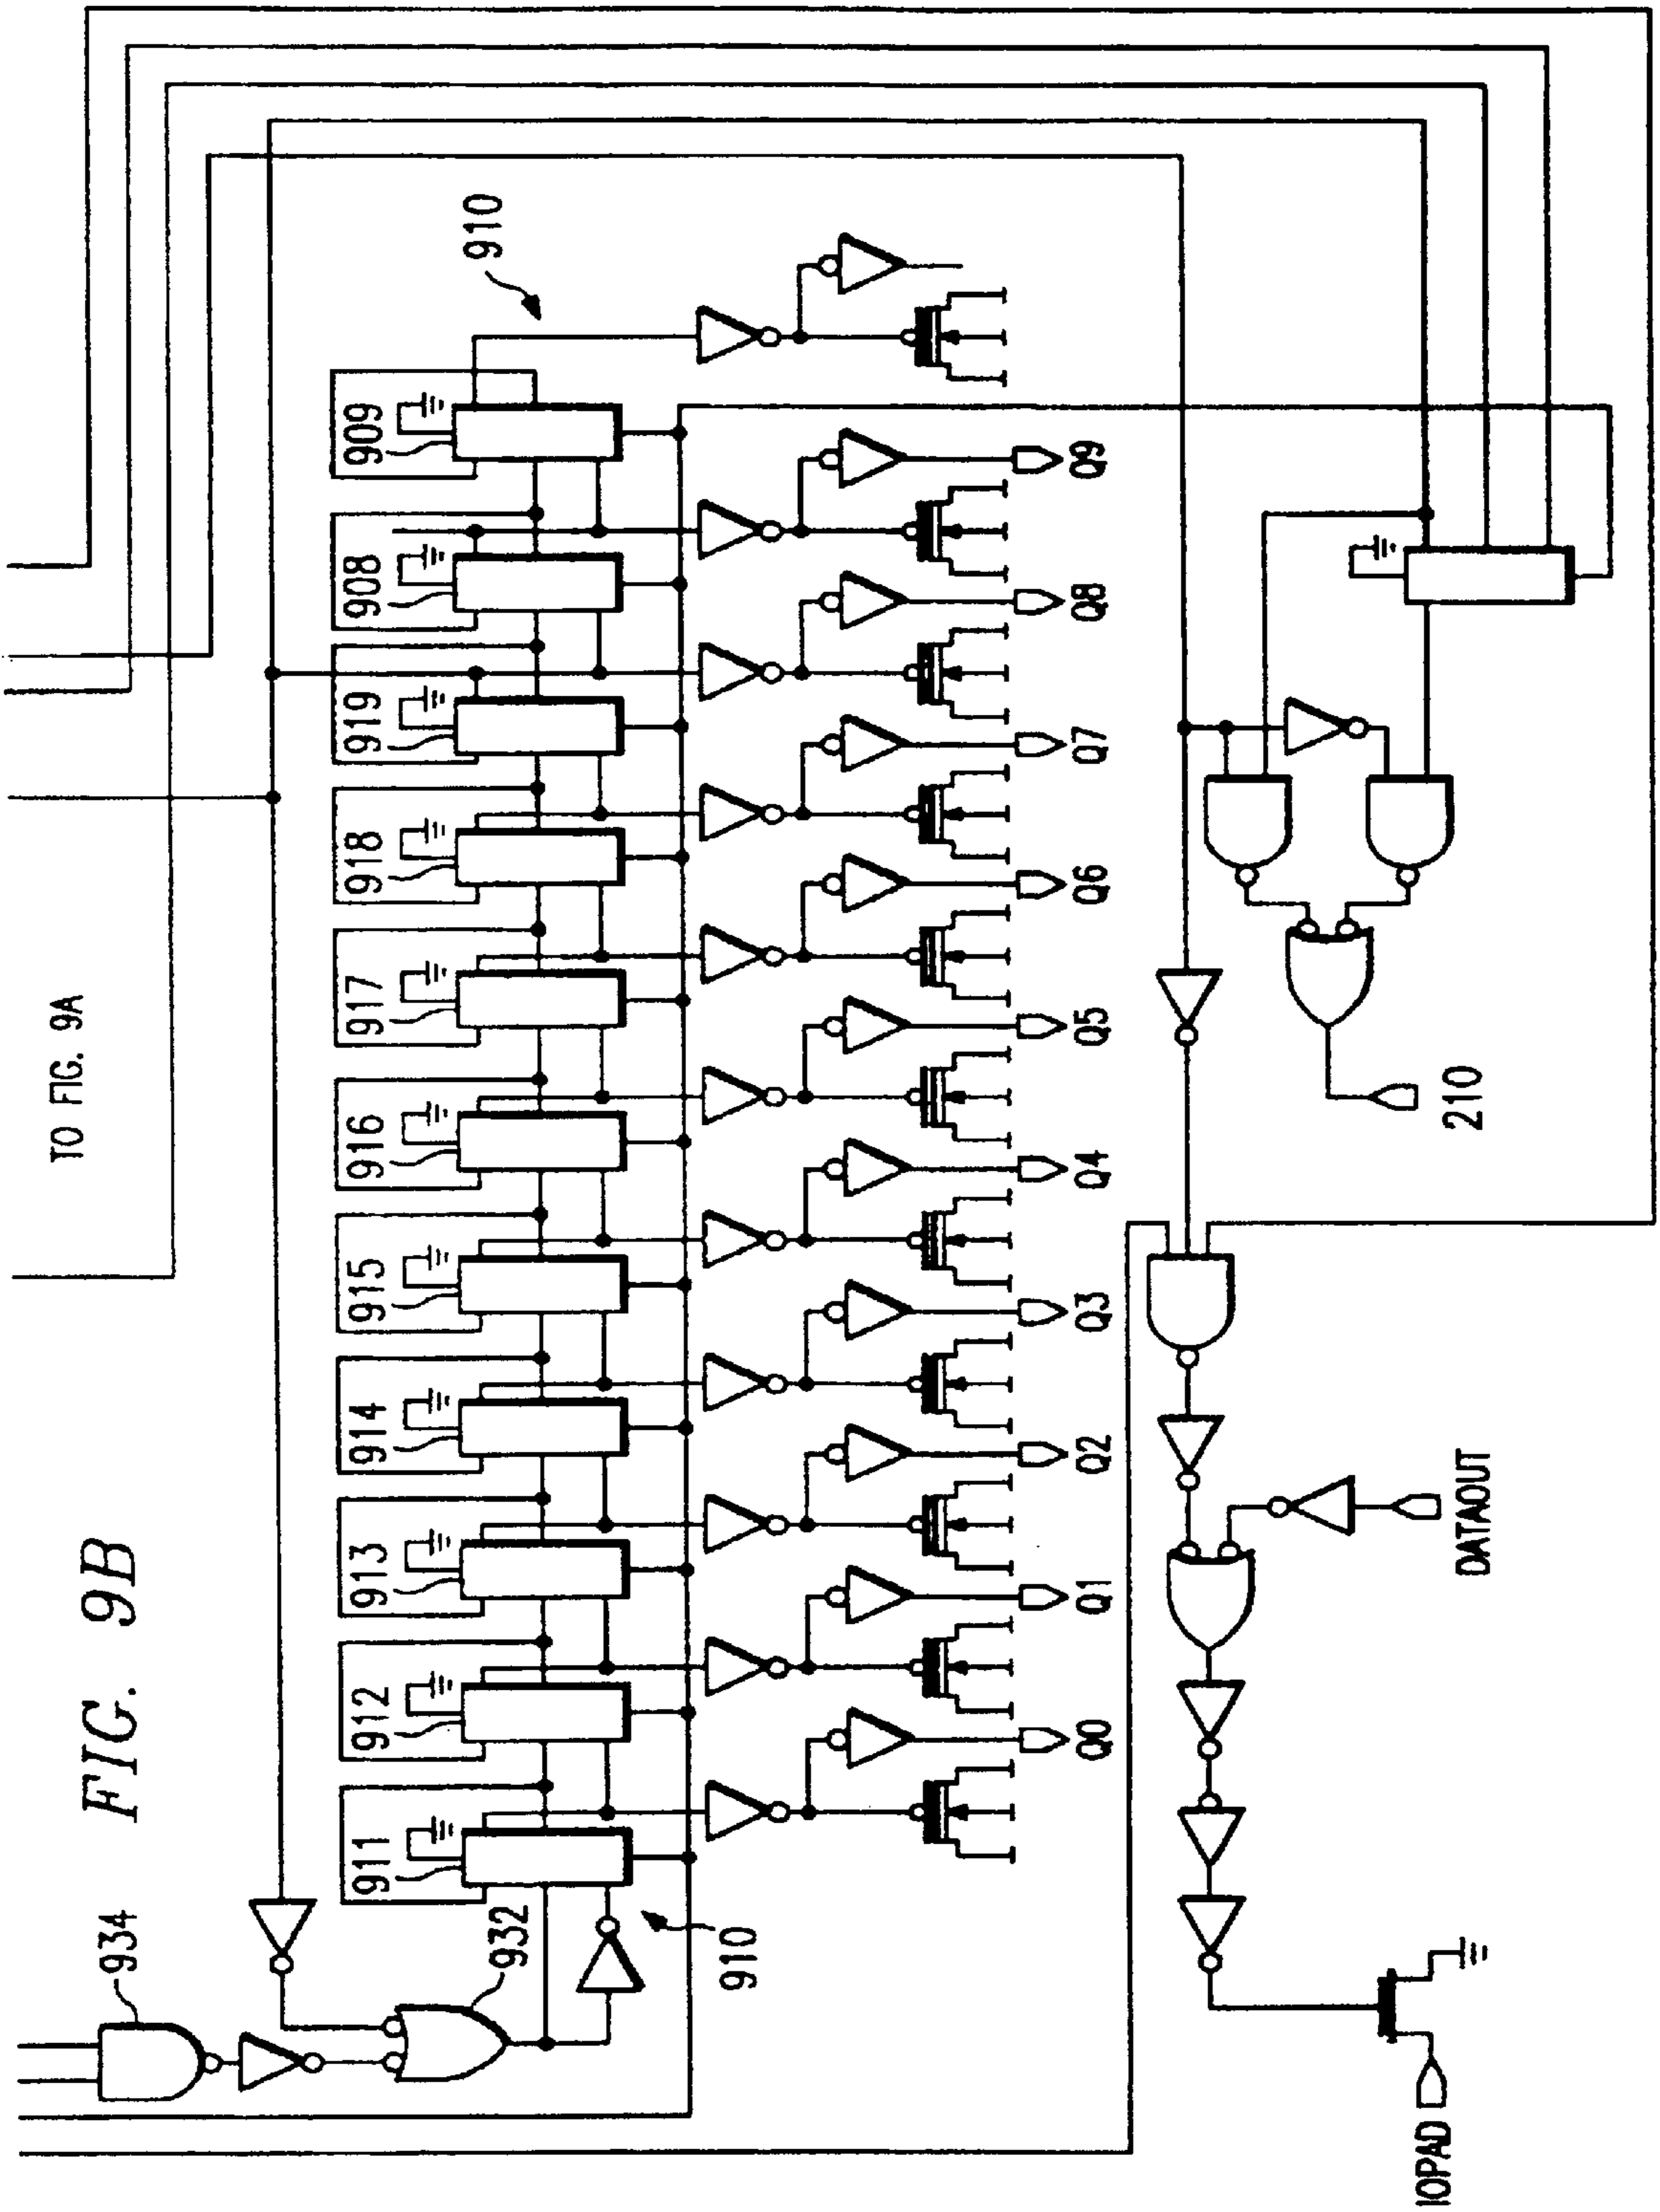 FIG. 9B
TO FIG. 9A
934
932
910
911
912
913
914
915
916
917
918
919
908
909
910
Q0
Q1
Q2
Q3
Q4
Q5
Q6
Q7
Q8
Q9
IOPAD
DATAOUT
210